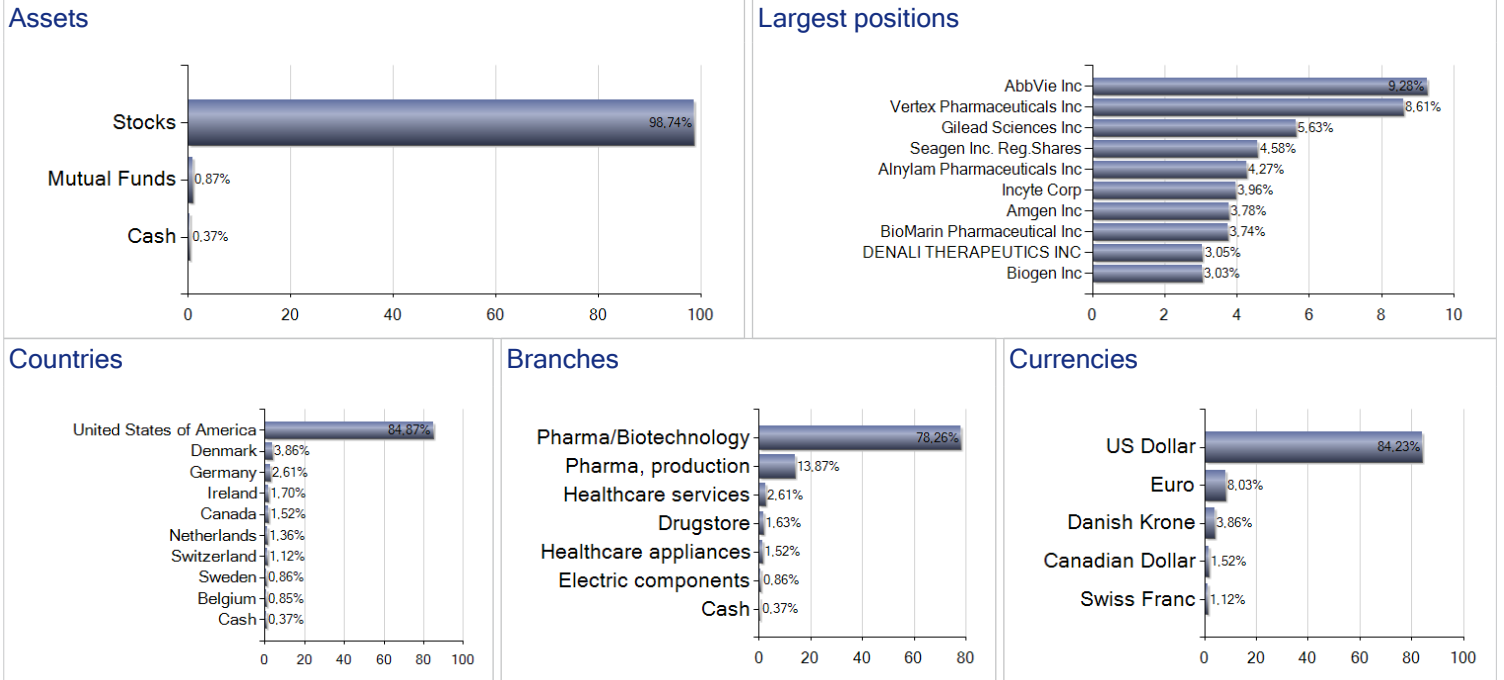 Assets
Stocks 98,74%
Mutual Funds 0,87%
Cash 0,37%
0 20 40 60 80 100
Largest positions
AbbVie Inc 9,28%
Vertex Pharmaceuticals Inc 8,61%
Gilead Sciences Inc 5,63%
Seagen Inc. Reg.Shares 4,58%
Alnylam Pharmaceuticals Inc 4,27%
Incyte Corp 3,96%
Amgen Inc 3,78%
BioMarin Pharmaceutical Inc 3,74%
DENALI THERAPEUTICS INC 3,05%
Biogen Inc 3,03%
0 2 4 6 8 10
Countries
United States of America 84,87%
Denmark 3,86%
Germany 2,61%
Ireland 1,70%
Canada 1,52%
Netherlands 1,36%
Switzerland 1,12%
Sweden 0,86%
Belgium 0,85%
Cash 0,37%
0 20 40 60 80 100
Branches
Pharma/Biotechnology 78,26%
Pharma, production 13,87%
Healthcare services 2,61%
Drugstore 1,63%
Healthcare appliances 1,52%
Electric components 0,86%
Cash 0,37%
0 20 40 60 80
Currencies
US Dollar 84,23%
Euro 8,03%
Danish Krone 3,86%
Canadian Dollar 1,52%
Swiss Franc 1,12%
0 20 40 60 80 100